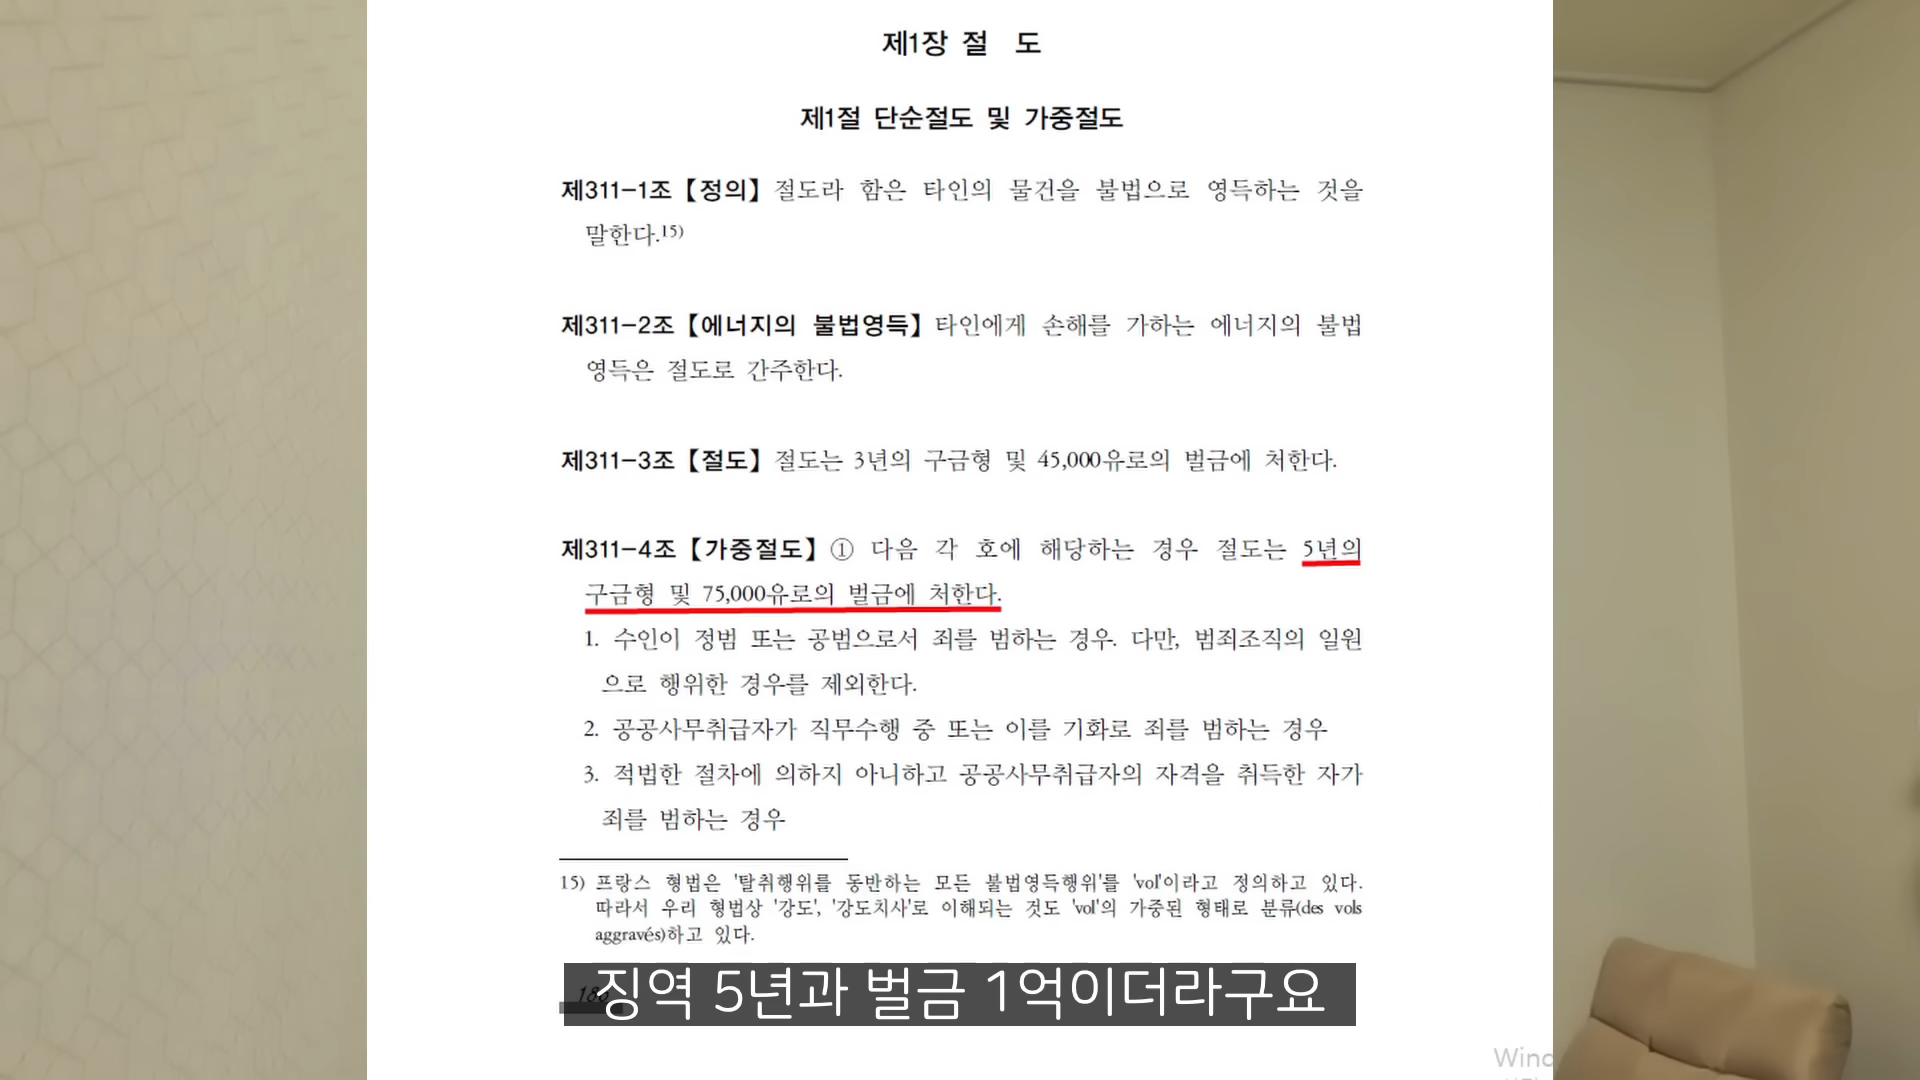 제1장 절 도
제1절 단순절도 및 가중절도
제311-1조【정의】 절도라 함은 타인의 물건을 불법으로 영득하는 것을
말한다.15)
제311-2조【에너지의 불법영득】 타인에게 손해를 가하는 에너지의 불법
영득은 절도로 간주한다.
제311-3조【절도】 절도는 3년의 구금형 및 45,000유로의 벌금에 처한다.
제311-4조【가중절도】 ① 다음 각 호에 해당하는 경우 절도는 5년의
구금형 및 75,000유로의 벌금에 처한다.
1. 수인이 정범 또는 공범으로서 죄를 범하는 경우. 다만, 범죄조직의 일원
으로 행위한 경우를 제외한다.
2. 공공사무취급자가 직무수행 중 또는 이를 기화로 죄를 범하는 경우
3. 적법한 절차에 의하지 아니하고 공공사무취급자의 자격을 취득한 자가
죄를 범하는 경우
15) 프랑스 형법은 '탈취행위를 동반하는 모든 불법영득행위'를 'vol'이라고 정의하고 있다.
따라서 우리 형법상 '강도', '강도치사'로 이해되는 것도 'vol'의 가중된 형태로 분류(des vols
aggravés)하고 있다.
징역 5년과 벌금 1억이더라구요
Wind